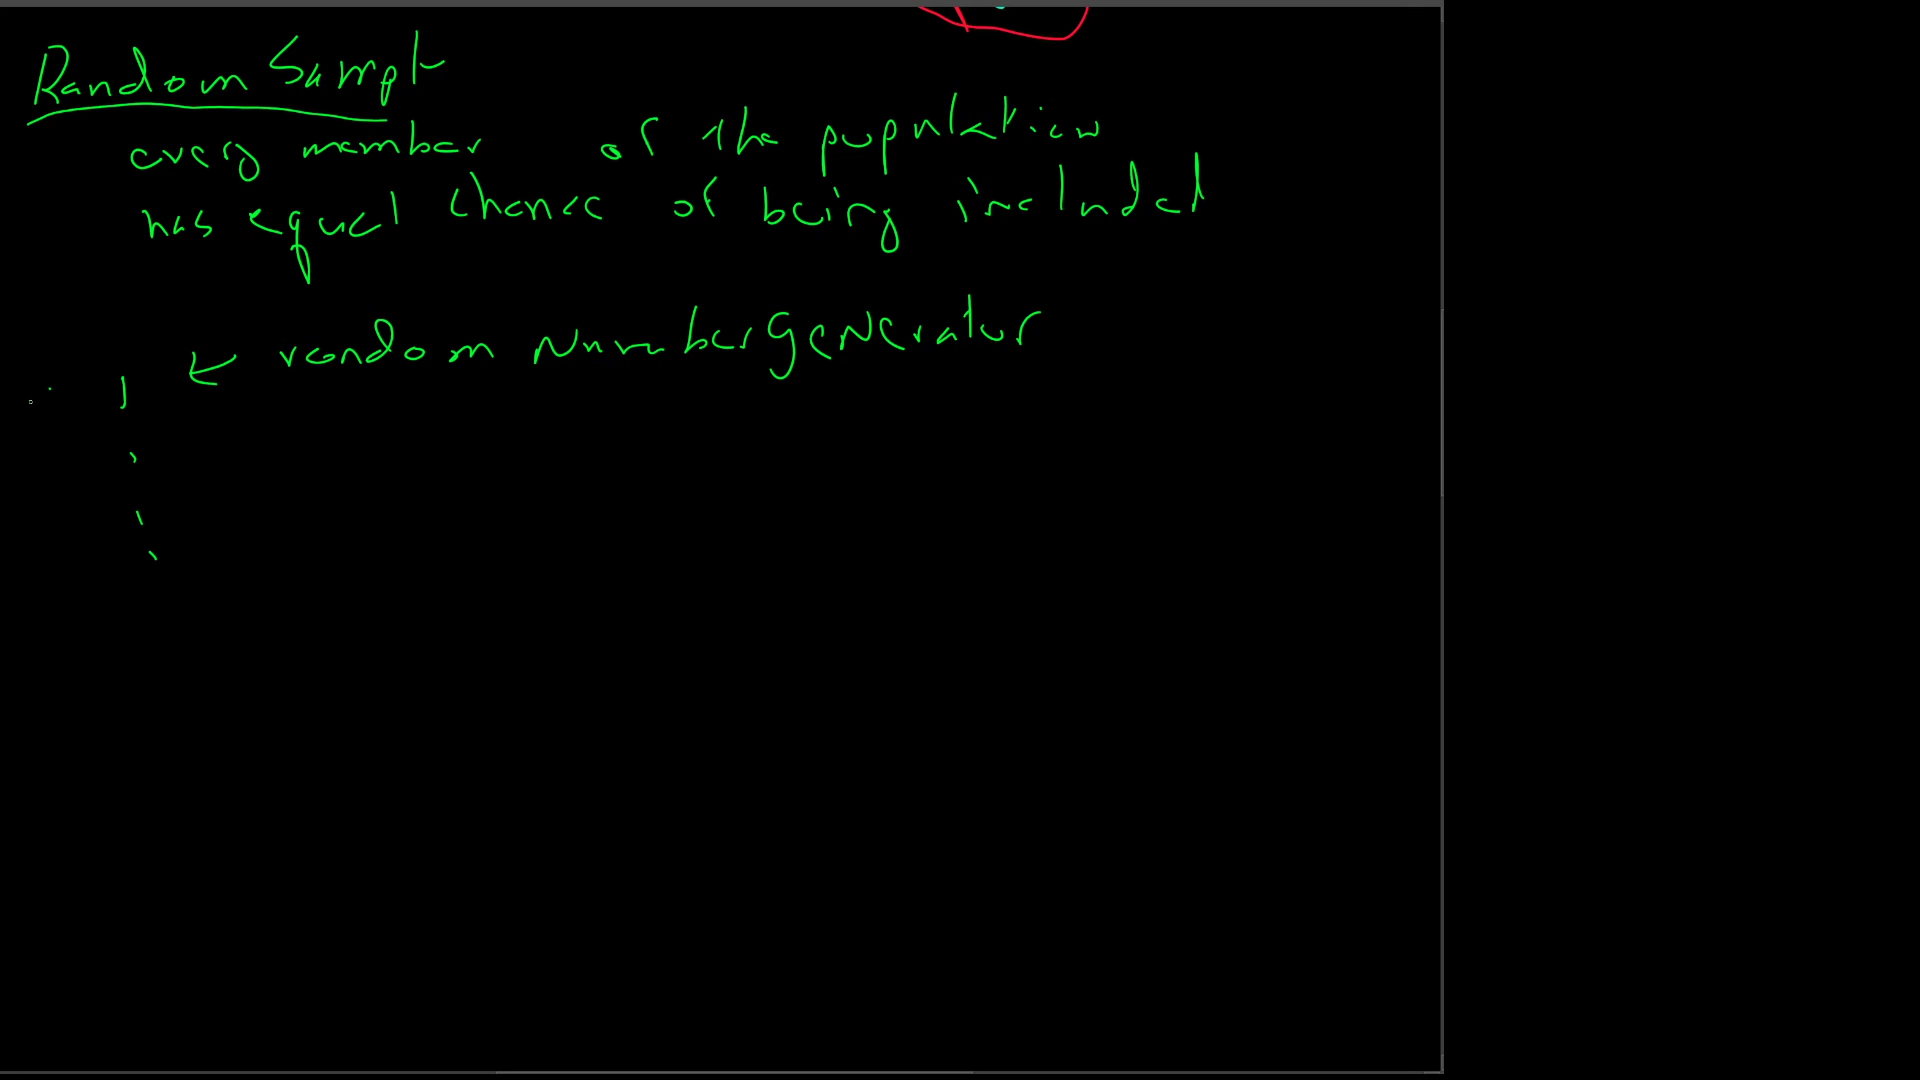 Random Sample
every member of the population
has equal chance of being included
1 ← random Number GeNerator